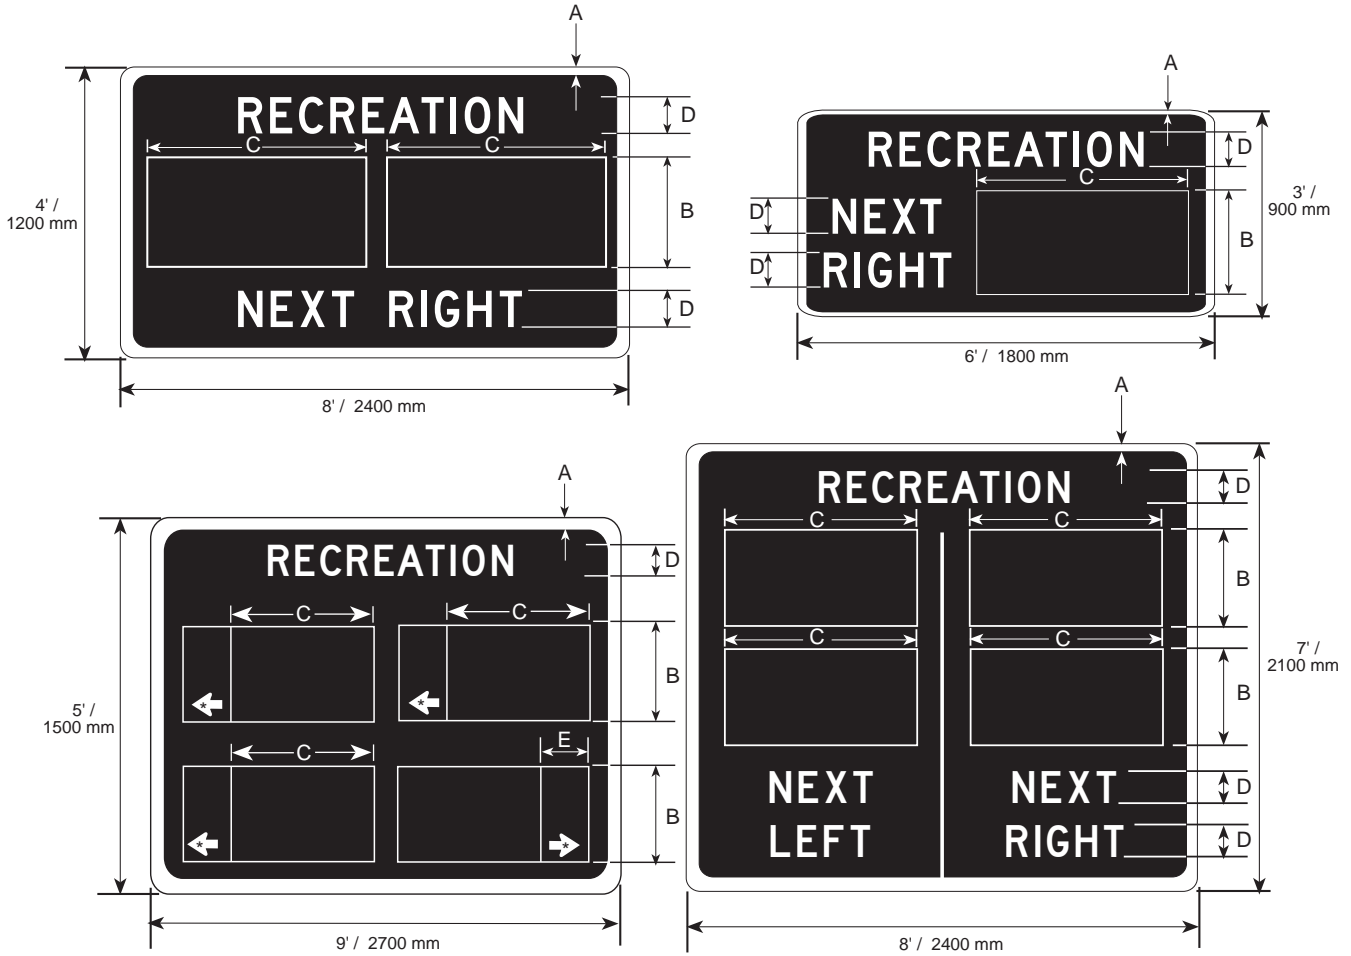 A
RECREATION
D
C
C
4' /
1200 mm
B
NEXT RIGHT
D
8' / 2400 mm
A
RECREATION
D
C
3' /
900 mm
D
NEXT
B
D
RIGHT
6' / 1800 mm
A
RECREATION
D
C
C
B
5' /
1500 mm
*
*
C
E
B
*
*
9' / 2700 mm
A
RECREATION
D
C
C
B
C
C
7' /
2100 mm
B
NEXT
NEXT
D
LEFT
RIGHT
D
8' / 2400 mm